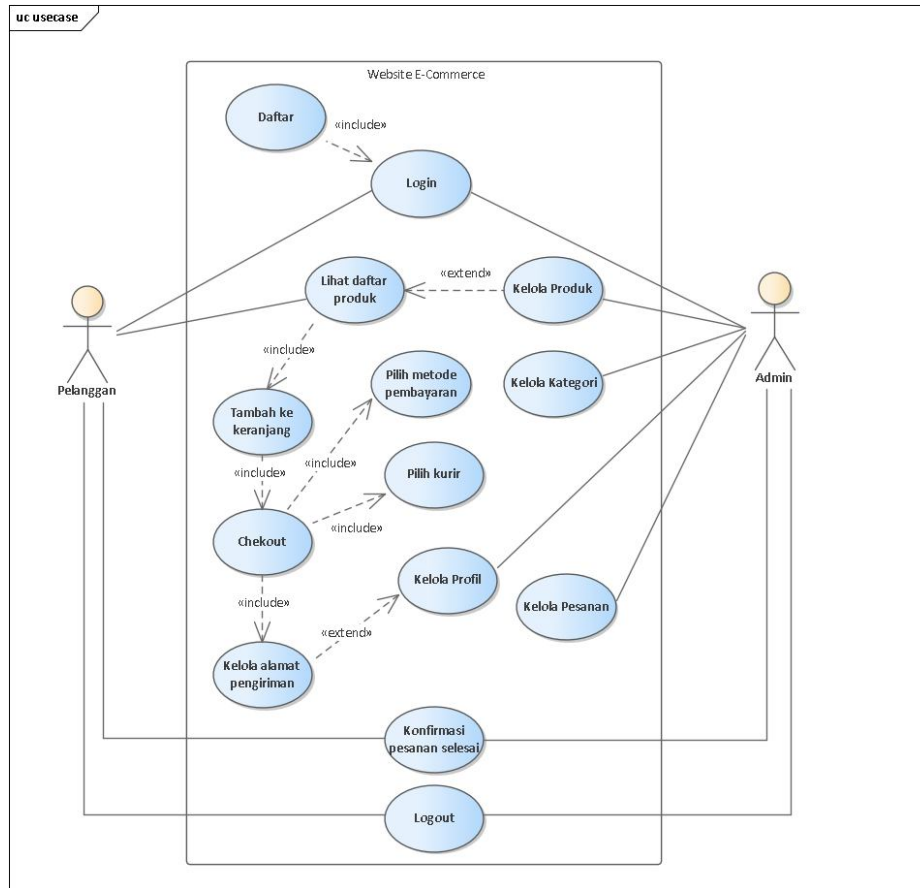 uc usecase
Website E-Commerce
Daftar
«include»
Login
Lihat daftar
produk
«extend»
Kelola Produk
«include»
Pilih metode
pembayaran
Kelola Kategori
Pelanggan
Admin
Tambah ke
keranjang
«include»
«include»
Pilih kurir
Chekout
«include»
Kelola Profil
«include»
Kelola Pesanan
«extend»
Kelola alamat
pengiriman
Konfirmasi
pesanan selesai
Logout